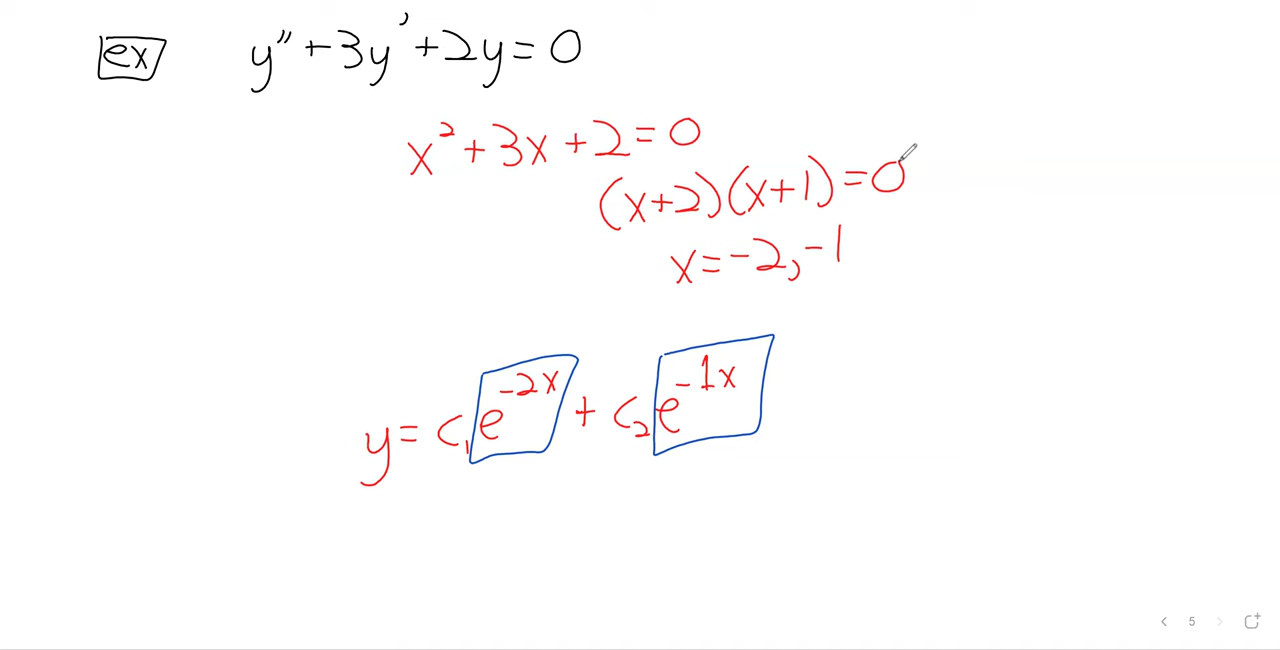 ex y″ + 3y′ + 2y = 0
x² + 3x + 2 = 0
(x+2)(x+1) = 0
x = -2, -1
y = c₁e⁻²ˣ + c₂e⁻¹ˣ
< 5 >